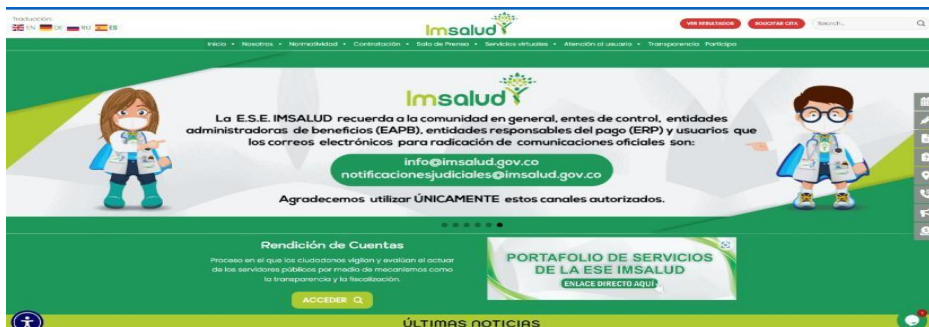 Traducción:
EN DE RU ES
Imsalud
VER RESULTADOS
SOLICITAR CITA
Search...
Inicio Nosotros Normatividad Contratación Sala de Prensa Servicios virtuales Atención al usuario Transparencia Participa
Imsalud
La E.S.E. IMSALUD recuerda a la comunidad en general, entes de control, entidades
administradoras de beneficios (EAPB), entidades responsables del pago (ERP) y usuarios que
los correos electrónicos para radicación de comunicaciones oficiales son:
info@imsalud.gov.co
notificacionesjudiciales@imsalud.gov.co
Agradecemos utilizar ÚNICAMENTE estos canales autorizados.
Rendición de Cuentas
Proceso en el que los ciudadanos vigilan y evalúan el actuar
de los servidores públicos por medio de mecanismos como
la transparencia y la fiscalización.
ACCEDER
PORTAFOLIO DE SERVICIOS
DE LA ESE IMSALUD
ENLACE DIRECTO AQUÍ
ÚLTIMAS NOTICIAS